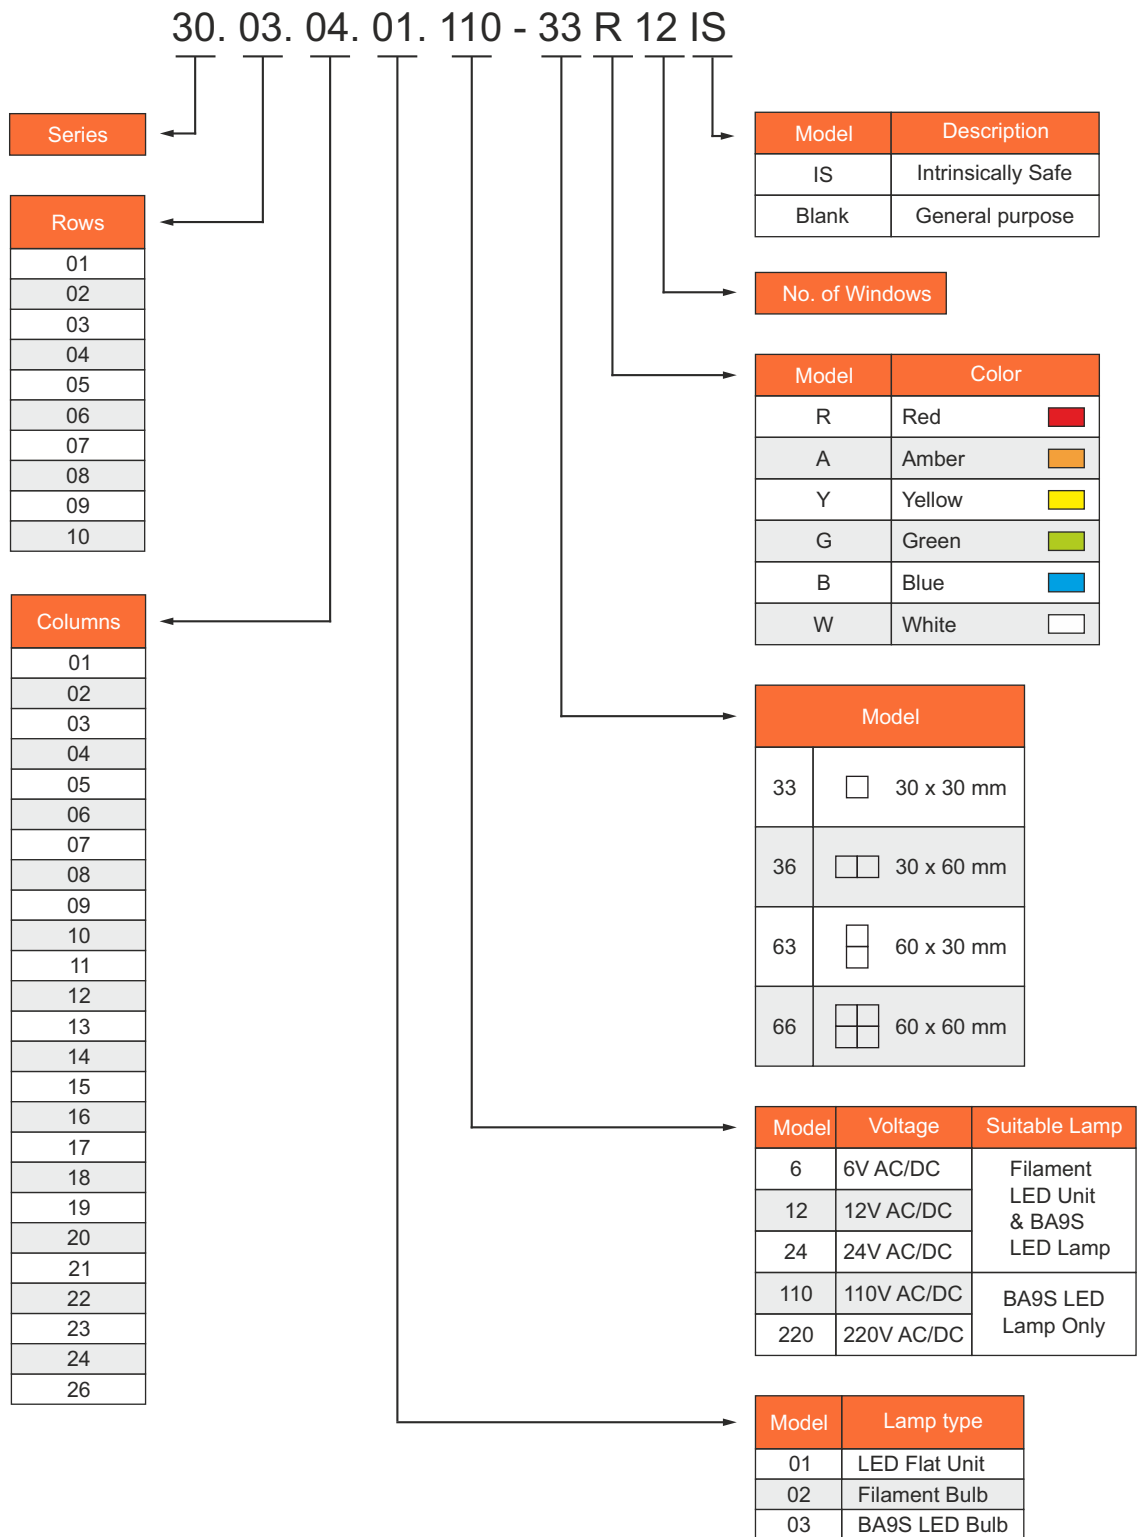 30. 03. 04. 01. 110 - 33 R 12 IS
Series
Rows
01
02
03
04
05
06
07
08
09
10
Columns
01
02
03
04
05
06
07
08
09
10
11
12
13
14
15
16
17
18
19
20
21
22
23
24
26
Model Description
IS Intrinsically Safe
Blank General purpose
No. of Windows
Model Color
R Red
A Amber
Y Yellow
G Green
B Blue
W White
Model
33 30 x 30 mm
36 30 x 60 mm
63 60 x 30 mm
66 60 x 60 mm
Model Voltage Suitable Lamp
6 6V AC/DC
12 12V AC/DC
24 24V AC/DC
Filament
LED Unit
& BA9S
LED Lamp
110 110V AC/DC
220 220V AC/DC
BA9S LED
Lamp Only
Model Lamp type
01 LED Flat Unit
02 Filament Bulb
03 BA9S LED Bulb